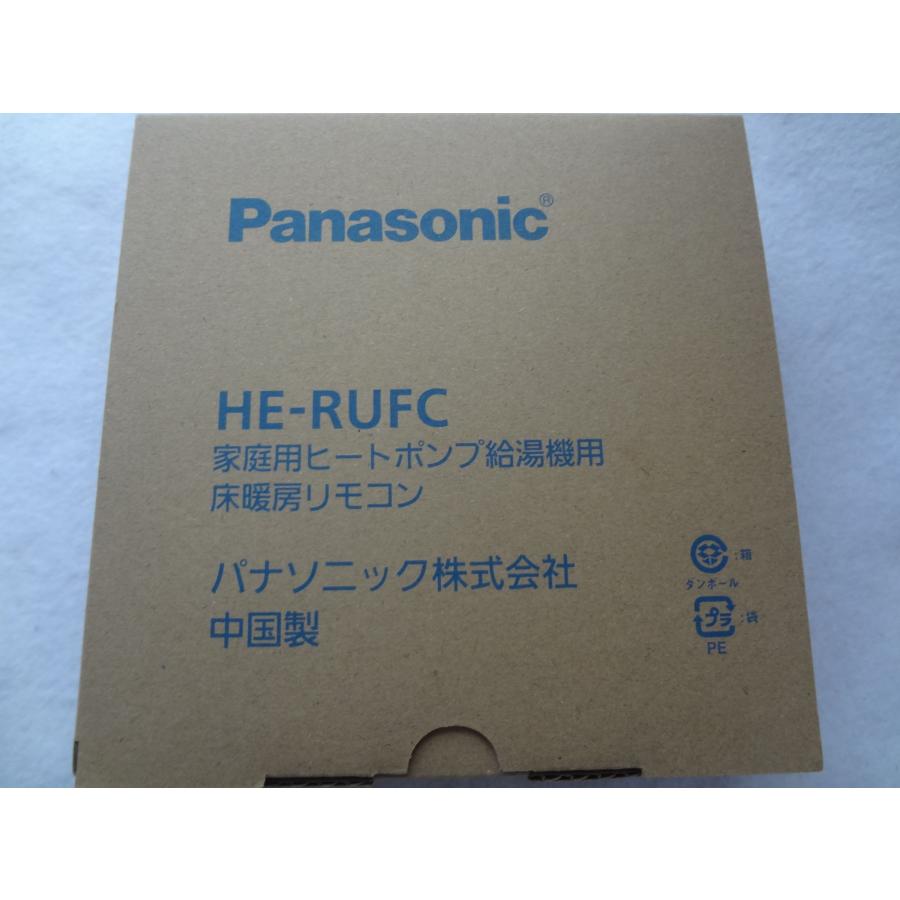 Panasonic®
HE-RUFC
家庭用ヒートポンプ給湯機用
床暖房リモコン
パナソニック株式会社
中国製
:箱
ダンボール
プラ :袋
PE